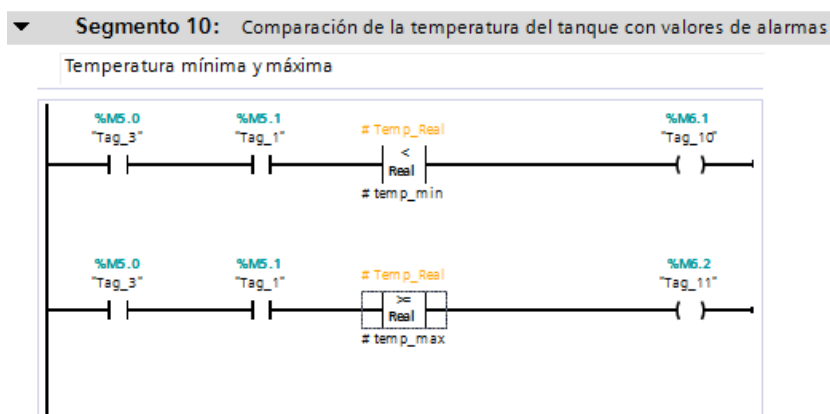 Segmento 10: Comparación de la temperatura del tanque con valores de alarmas
Temperatura mínima y máxima
%M5.0 %M5.1 %M6.1
"Tag_3" "Tag_1" # Temp_Real "Tag_10"
<
Real
# temp_min
%M5.0 %M5.1 %M6.2
"Tag_3" "Tag_1" # Temp_Real "Tag_11"
>=
Real
# temp_max